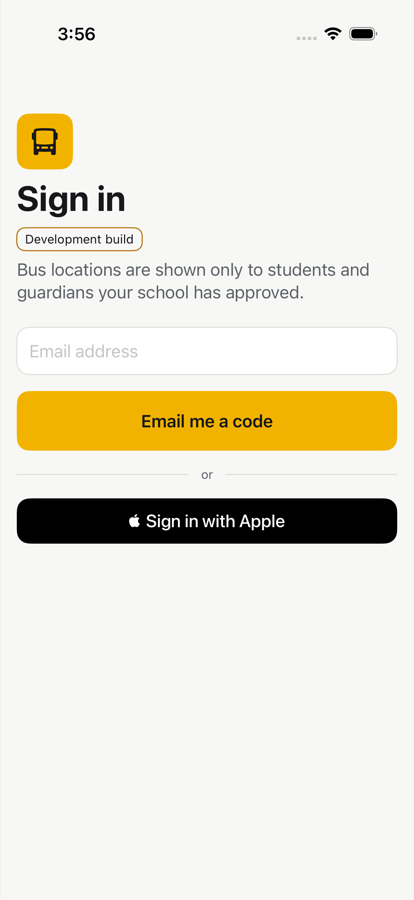 3:56
Sign in
Development build
Bus locations are shown only to students and
guardians your school has approved.
Email address
Email me a code
or
Sign in with Apple